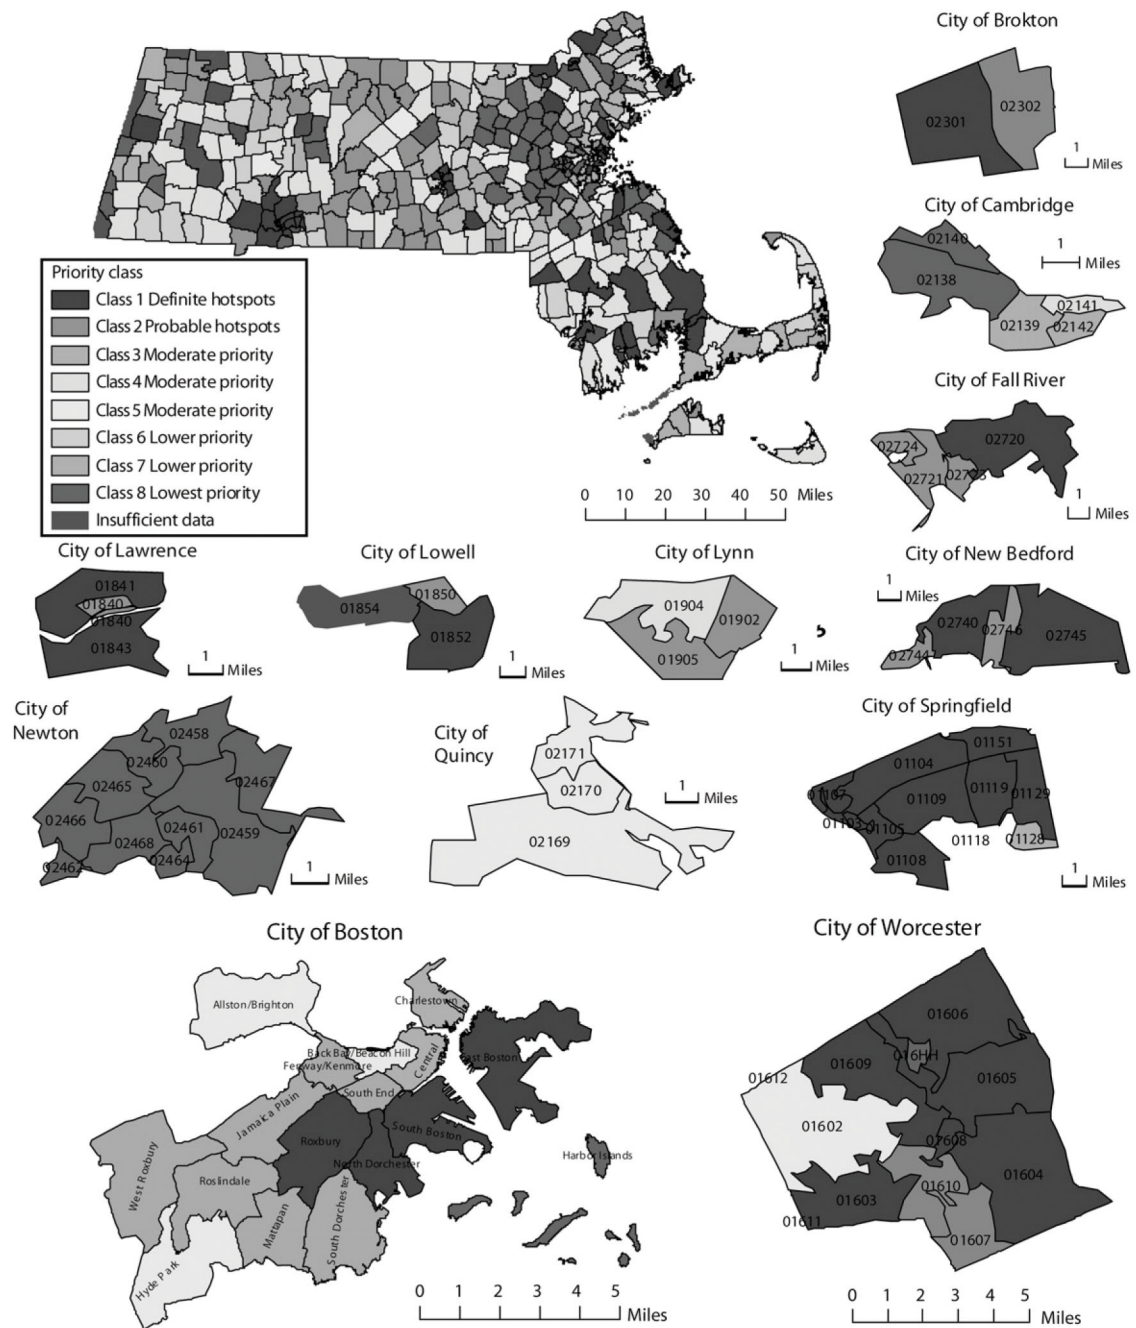 City of Brokton
02301
02302
1
Miles
City of Cambridge
02140
02138
02141
02139
02142
1
Miles
Priority class
Class 1 Definite hotspots
Class 2 Probable hotspots
Class 3 Moderate priority
Class 4 Moderate priority
Class 5 Moderate priority
Class 6 Lower priority
Class 7 Lower priority
Class 8 Lowest priority
Insufficient data
0 10 20 30 40 50 Miles
City of Fall River
02724
02720
02721
1
Miles
City of Lawrence
01841
01840
01840
01843
1
Miles
City of Lowell
01854
01850
01852
1
Miles
City of Lynn
01904
01902
01905
1
Miles
City of New Bedford
1
Miles
02740
02746
02745
02744
City of
Newton
02458
02460
02467
02465
02466
02461
02459
02468
02462
02464
1
Miles
City of
Quincy
02171
02170
02169
1
Miles
City of Springfield
01151
01104
01119
01107
01109
01129
01103
01105
01118
01128
01108
1
Miles
City of Boston
Allston/Brighton
Charlestown
Back Bay/Beacon Hill
Fenway/Kenmore
Central
East Boston
South End
Jamaica Plain
South Boston
Roxbury
North Dorchester
Harbor Islands
West Roxbury
Roslindale
Mattapan
South Dorchester
Hyde Park
0 1 2 3 4 5
Miles
City of Worcester
01606
016HH
01609
01605
01612
01602
01604
01610
01603
01611
01607
0 1 2 3 4 5
Miles